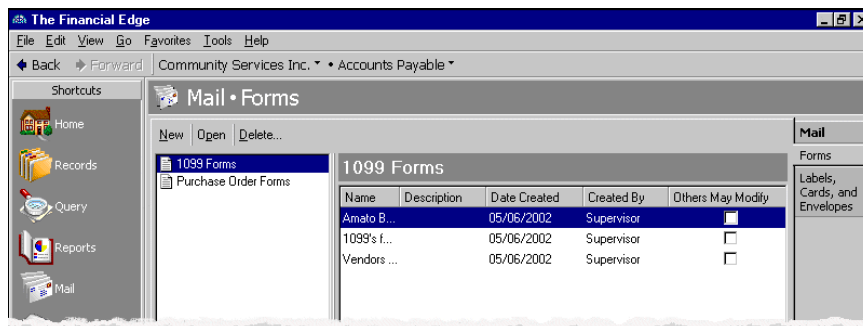 The Financial Edge
File Edit View Go Favorites Tools Help
Back Forward Community Services Inc. • Accounts Payable
Shortcuts
Mail • Forms
Home
New Open Delete...
Mail
Forms
Labels, Cards, and Envelopes
1099 Forms
Purchase Order Forms
1099 Forms
Records
Name Description Date Created Created By Others May Modify
Amato B... 05/06/2002 Supervisor
1099's f... 05/06/2002 Supervisor
Vendors ... 05/06/2002 Supervisor
Query
Reports
Mail